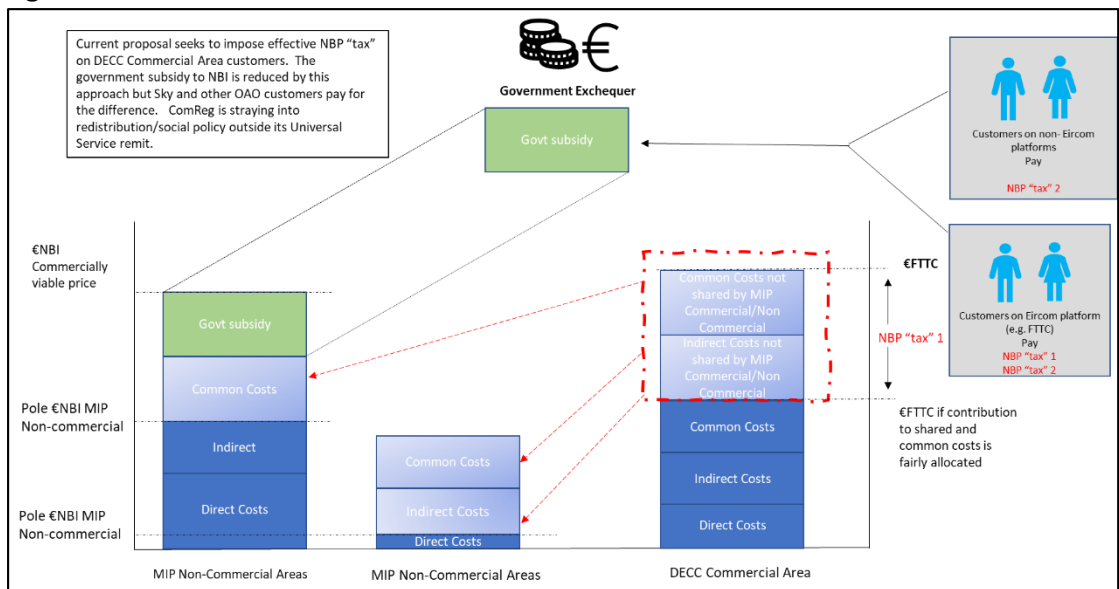 Current proposal seeks to impose effective NBP “tax”
on DECC Commercial Area customers. The
government subsidy to NBI is reduced by this
approach but Sky and other OAO customers pay for
the difference. ComReg is straying into
redistribution/social policy outside its Universal
Service remit.
€
Government Exchequer
Govt subsidy
Customers on non- Eircom
platforms
Pay
NBP “tax” 2
€NBI
Commercially
viable price
Govt subsidy
Common Costs
Pole €NBI MIP
Non-commercial
Indirect
Direct Costs
Pole €NBI MIP
Non-commercial
MIP Non-Commercial Areas
Common Costs
Indirect Costs
Direct Costs
MIP Non-Commercial Areas
€FTTC
Common Costs not
shared by MIP
Commercial/Non
Commercial
Indirect Costs not
shared by MIP
Commercial/Non
Commercial
Common Costs
Indirect Costs
Direct Costs
DECC Commercial Area
NBP “tax” 1
€FTTC if contribution
to shared and
common costs is
fairly allocated
Customers on Eircom platform
(e.g. FTTC)
Pay
NBP “tax” 1
NBP “tax” 2